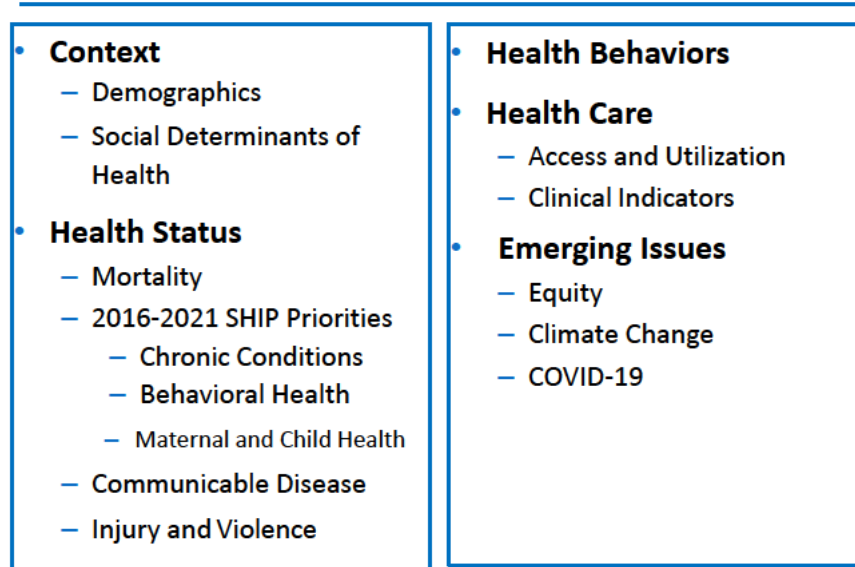 • Context
– Demographics
– Social Determinants of
Health
• Health Status
– Mortality
– 2016-2021 SHIP Priorities
– Chronic Conditions
– Behavioral Health
– Maternal and Child Health
– Communicable Disease
– Injury and Violence
• Health Behaviors
• Health Care
– Access and Utilization
– Clinical Indicators
• Emerging Issues
– Equity
– Climate Change
– COVID-19